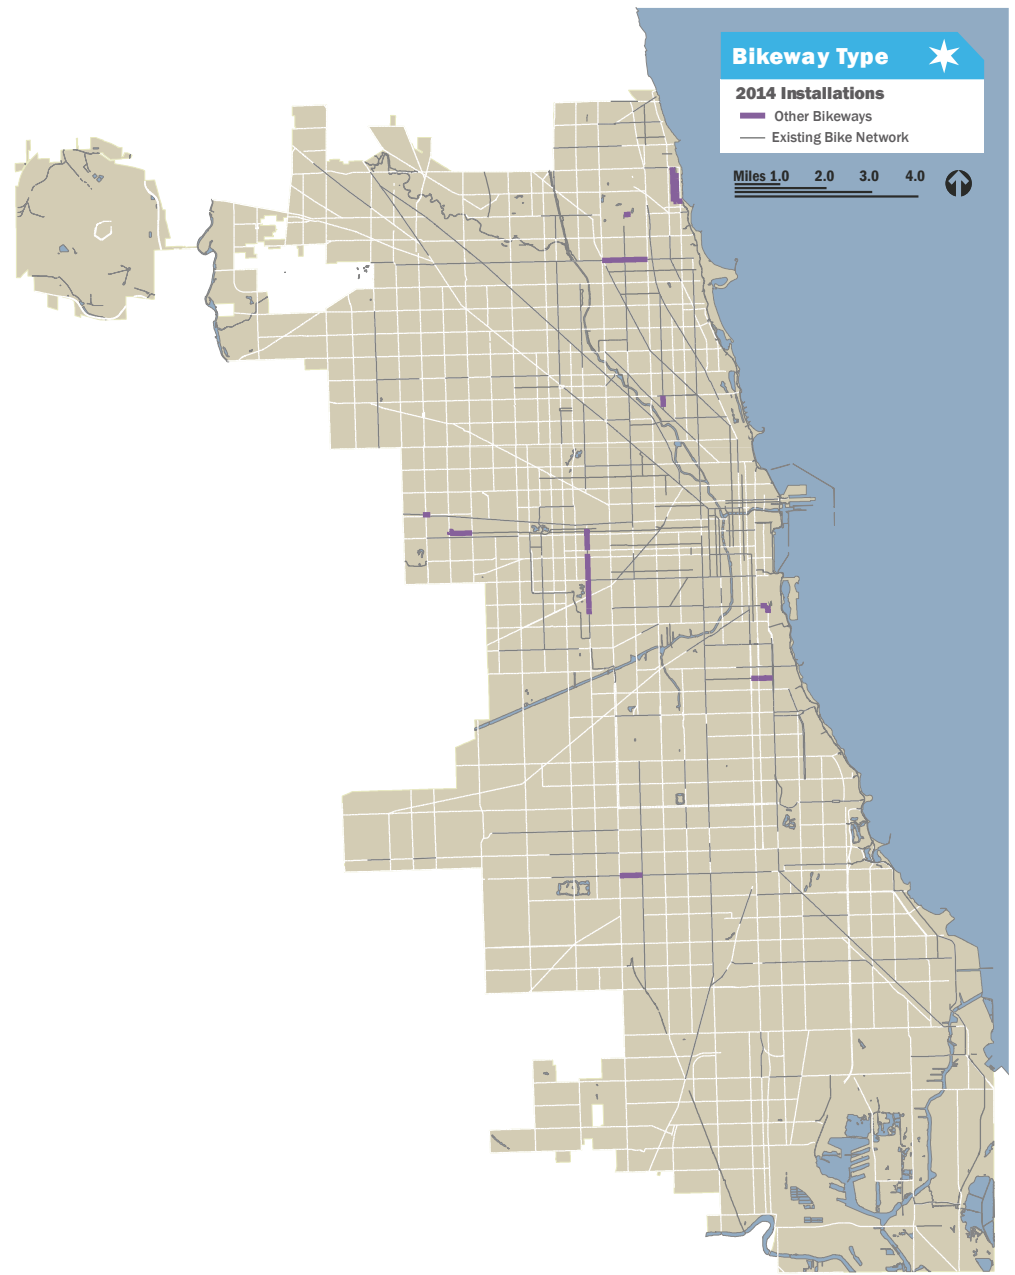 Bikeway Type
2014 Installations
Other Bikeways
Existing Bike Network
Miles 1.0 2.0 3.0 4.0